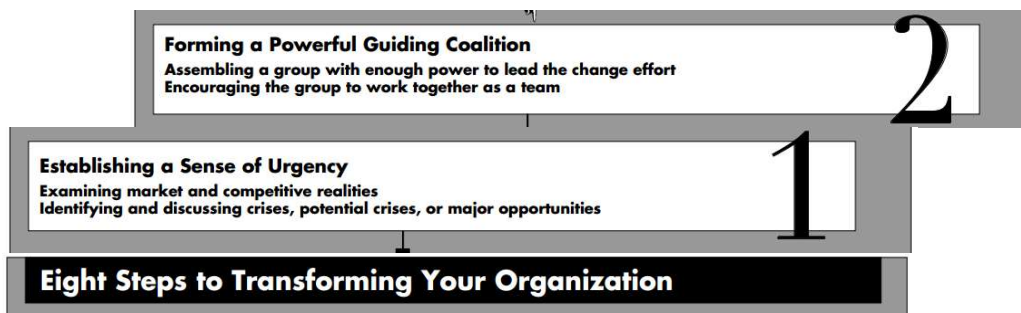 Forming a Powerful Guiding Coalition
Assembling a group with enough power to lead the change effort
Encouraging the group to work together as a team
2
Establishing a Sense of Urgency
Examining market and competitive realities
Identifying and discussing crises, potential crises, or major opportunities
1
Eight Steps to Transforming Your Organization